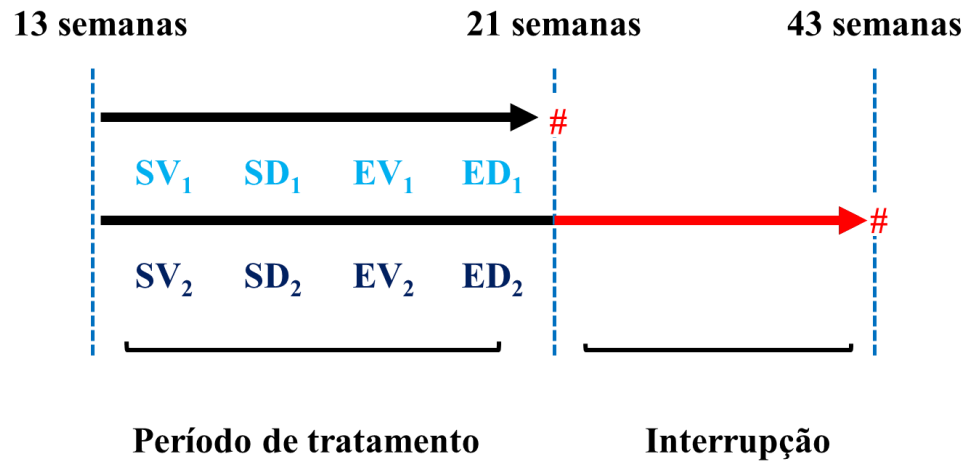 13 semanas 21 semanas 43 semanas
#
SV1 SD1 EV1 ED1
#
SV2 SD2 EV2 ED2
Período de tratamento Interrupção